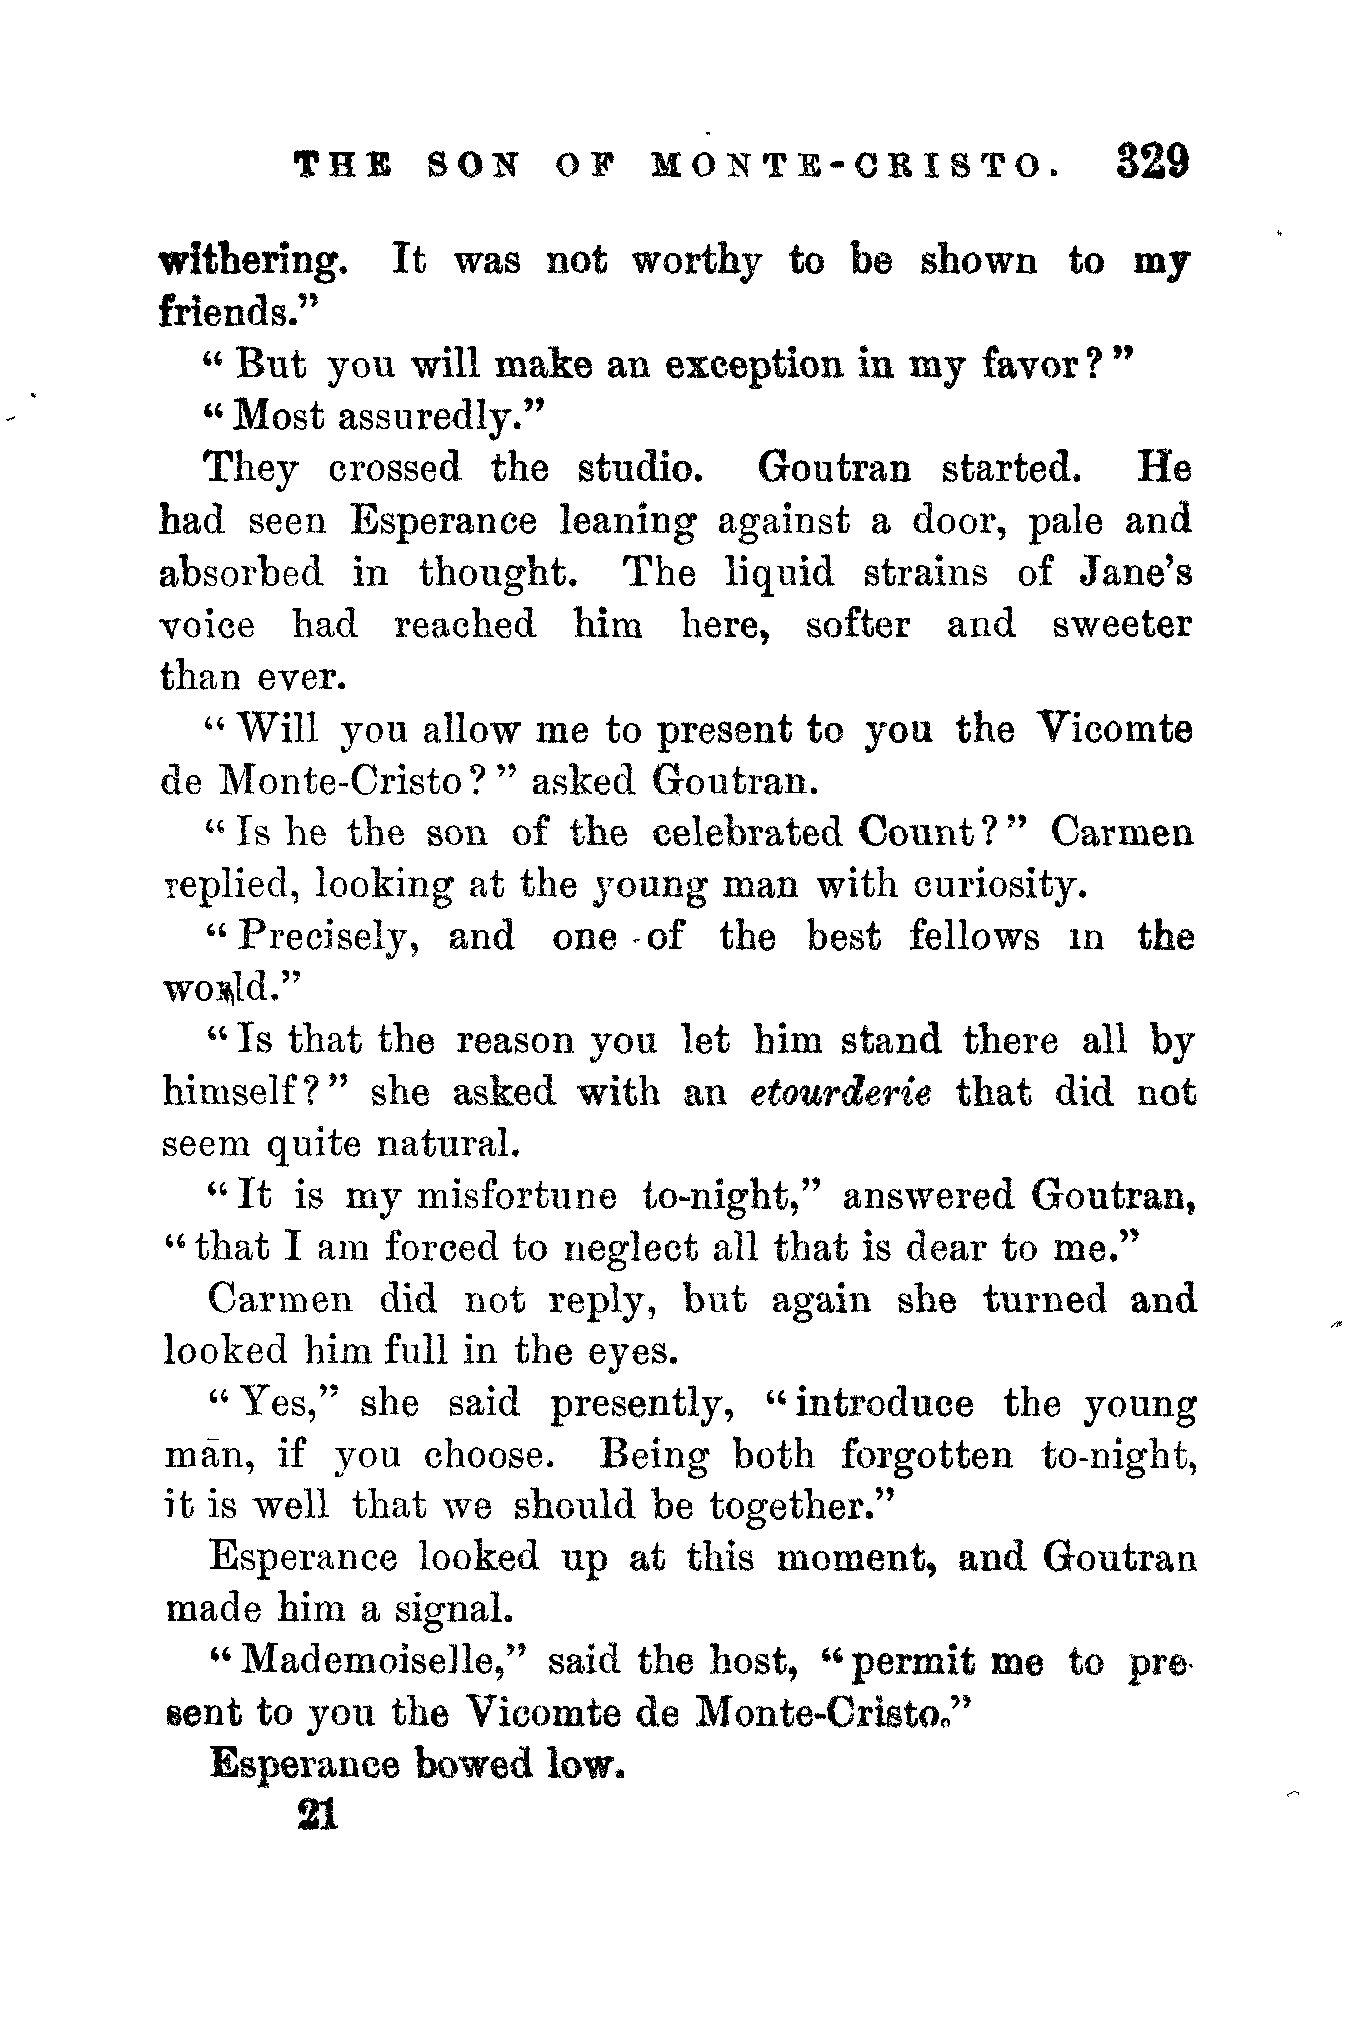 THE SON OF MONTE-CRISTO. 329
withering. It was not worthy to be shown to my
friends."
"But you will make an exception in my favor?"
"Most assuredly."
They crossed the studio. Goutran started. He
had seen Esperance leaning against a door, pale and
absorbed in thought. The liquid strains of Jane's
voice had reached him here, softer and sweeter
than ever.
"Will you allow me to present to you the Vicomte
de Monte-Cristo?" asked Goutran.
"Is he the son of the celebrated Count?" Carmen
replied, looking at the young man with curiosity.
"Precisely, and one of the best fellows in the
world."
"Is that the reason you let him stand there all by
himself?" she asked with an etourderie that did not
seem quite natural.
"It is my misfortune to-night," answered Goutran,
"that I am forced to neglect all that is dear to me."
Carmen did not reply, but again she turned and
looked him full in the eyes.
"Yes," she said presently, "introduce the young
man, if you choose. Being both forgotten to-night,
it is well that we should be together."
Esperance looked up at this moment, and Goutran
made him a signal.
"Mademoiselle," said the host, "permit me to pre-
sent to you the Vicomte de Monte-Cristo."
Esperance bowed low.
21